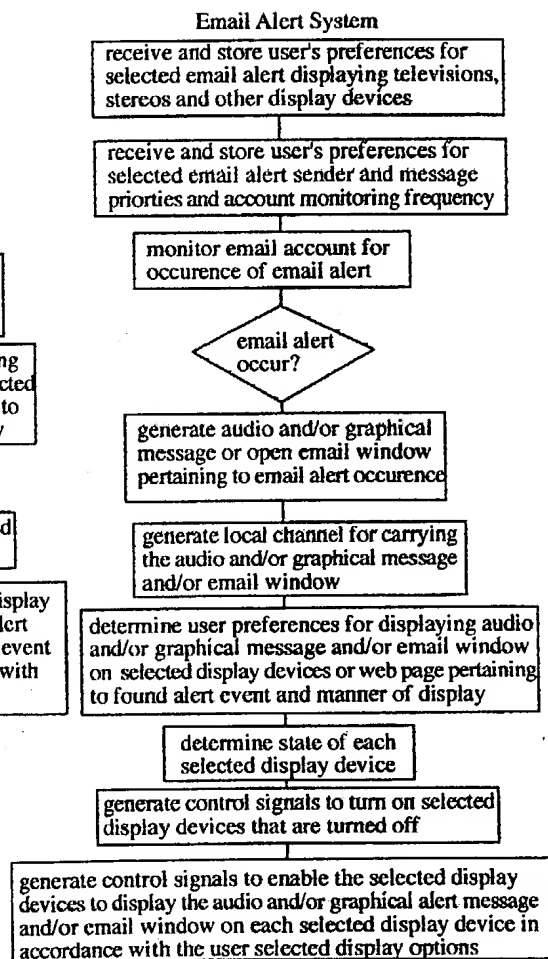 Email Alert System
receive and store user's preferences for
selected email alert displaying televisions,
stereos and other display devices
receive and store user's preferences for
selected email alert sender and message
priorties and account monitoring frequency
monitor email account for
occurence of email alert
email alert
occur?
generate audio and/or graphical
message or open email window
pertaining to email alert occurence
generate local channel for carrying
the audio and/or graphical message
and/or email window
determine user preferences for displaying audio
and/or graphical message and/or email window
on selected display devices or web page pertaining
to found alert event and manner of display
determine state of each
selected display device
generate control signals to turn on selected
display devices that are turned off
generate control signals to enable the selected display
devices to display the audio and/or graphical alert message
and/or email window on each selected display device in
accordance with the user selected display options
to
event
with